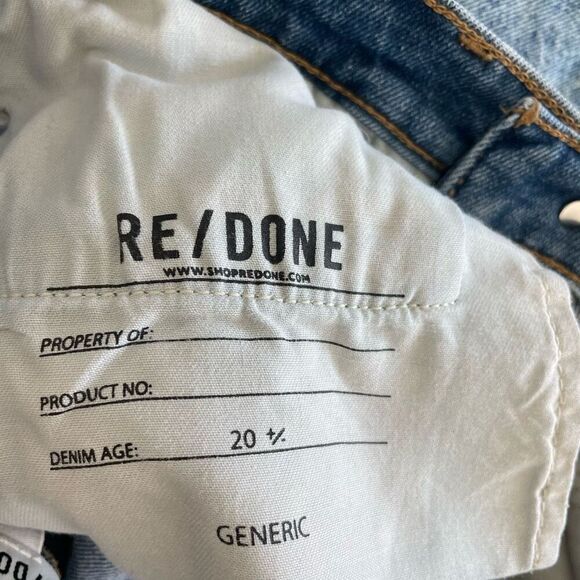 RE/DONE
WWW.SHOPREDONE.COM
PROPERTY OF:
PRODUCT NO:
DENIM AGE: 20 +/-
GENERIC